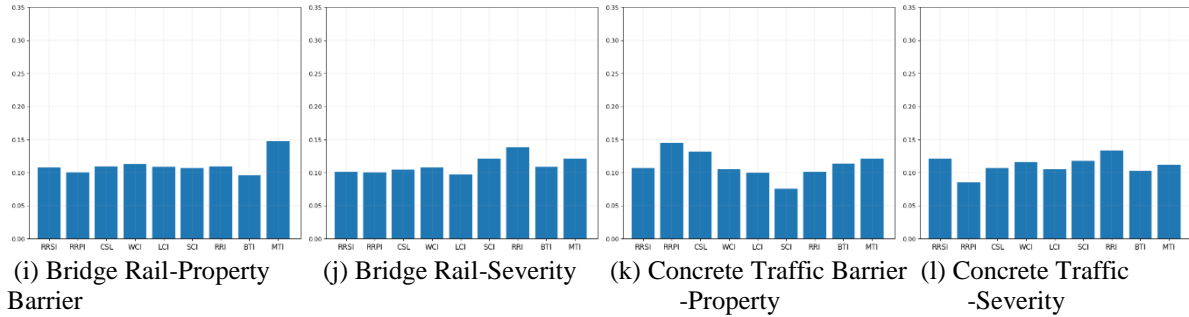 0.35 0.35 0.35 0.35
0.30 0.30 0.30 0.30
0.25 0.25 0.25 0.25
0.20 0.20 0.20 0.20
0.15 0.15 0.15 0.15
0.10 0.10 0.10 0.10
0.05 0.05 0.05 0.05
0.00 0.00 0.00 0.00
RRSI RRPI CSL WCI LCI SCI RRI BTI MTI RRSI RRPI CSL WCI LCI SCI RRI BTI MTI RRSI RRPI CSL WCI LCI SCI RRI BTI MTI RRSI RRPI CSL WCI LCI SCI RRI BTI MTI
(i) Bridge Rail-Property (j) Bridge Rail-Severity (k) Concrete Traffic Barrier (l) Concrete Traffic
Barrier -Property -Severity